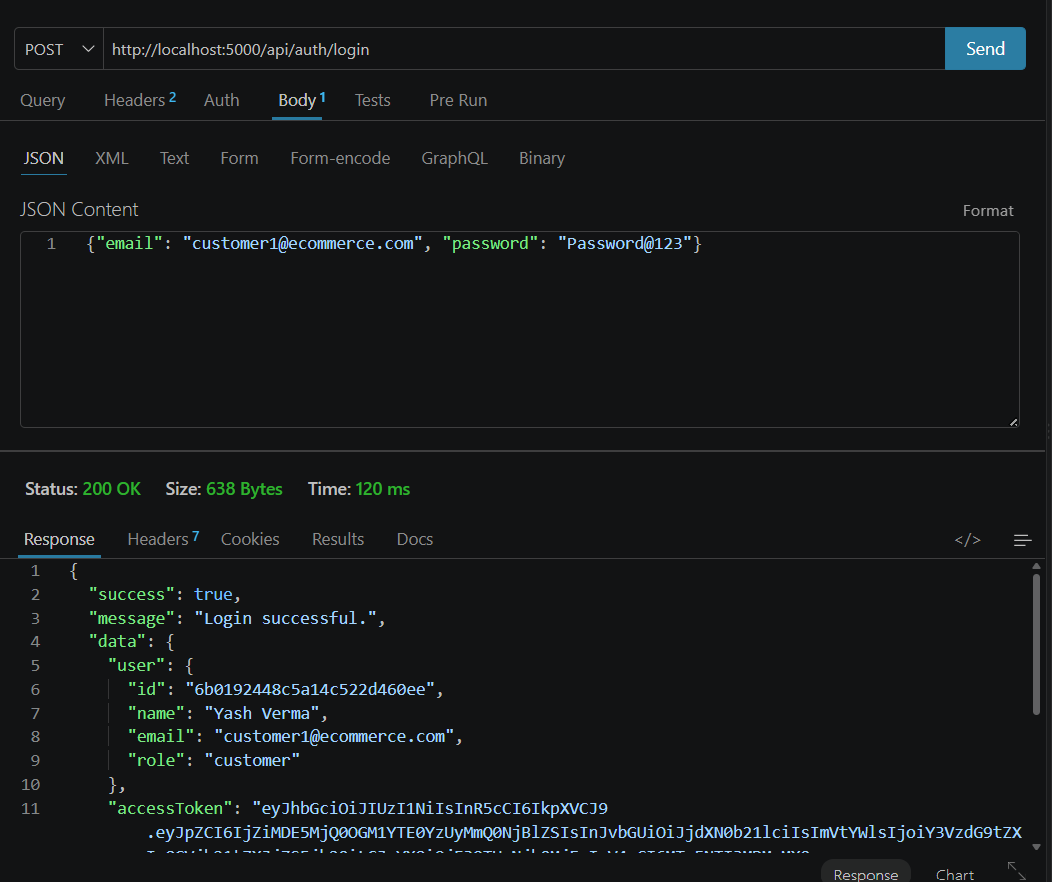 POST http://localhost:5000/api/auth/login Send
Query Headers 2 Auth Body 1 Tests Pre Run
JSON XML Text Form Form-encode GraphQL Binary
JSON Content Format
1 {"email": "customer1@ecommerce.com", "password": "Password@123"}
Status: 200 OK Size: 638 Bytes Time: 120 ms
Response Headers 7 Cookies Results Docs </>
1 {
2 "success": true,
3 "message": "Login successful.",
4 "data": {
5 "user": {
6 "id": "6b0192448c5a14c522d460ee",
7 "name": "Yash Verma",
8 "email": "customer1@ecommerce.com",
9 "role": "customer"
10 },
11 "accessToken": "eyJhbGciOiJIUzI1NiIsInR5cCI6IkpXVCJ9
.eyJpZCI6IjZiMDE5MjQ0OGM1YTE0YzUyMmQ0NjBlZSIsInJvbGUiOiJjdXN0b21lciIsImVtYWlsIjoiY3VzdG9tZX
Response Chart